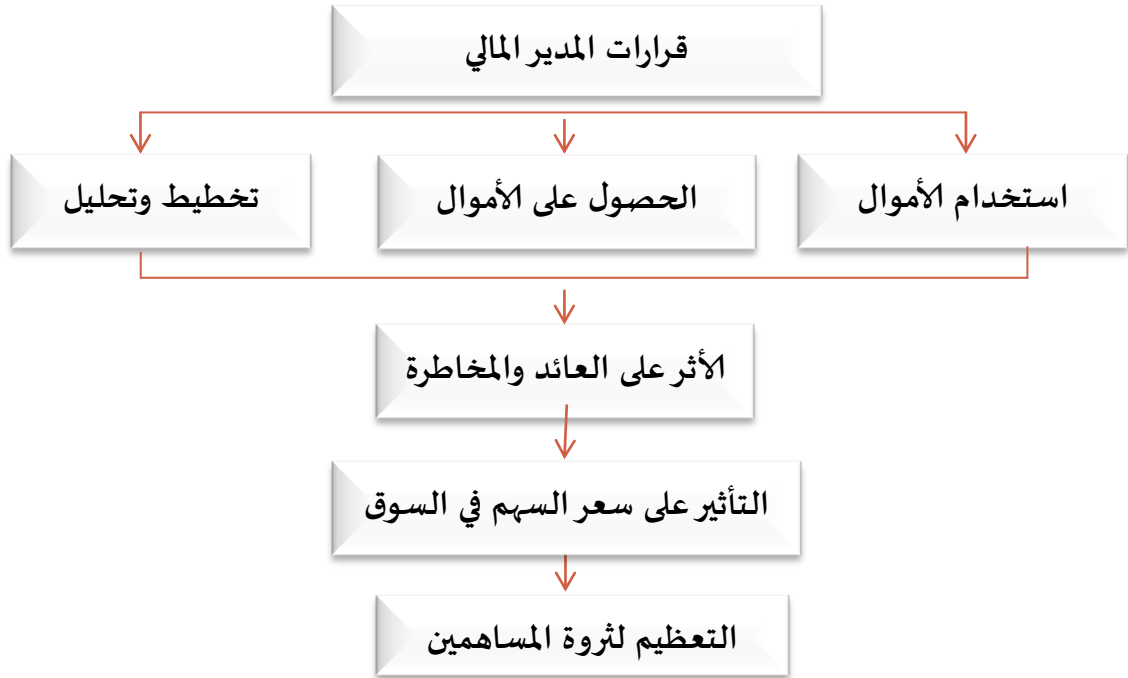 قرارات المدير المالي
استخدام الأموال
الحصول على الأموال
تخطيط وتحليل
الأثر على العائد والمخاطرة
التأثير على سعر السهم في السوق
التعظيم لثروة المساهمين